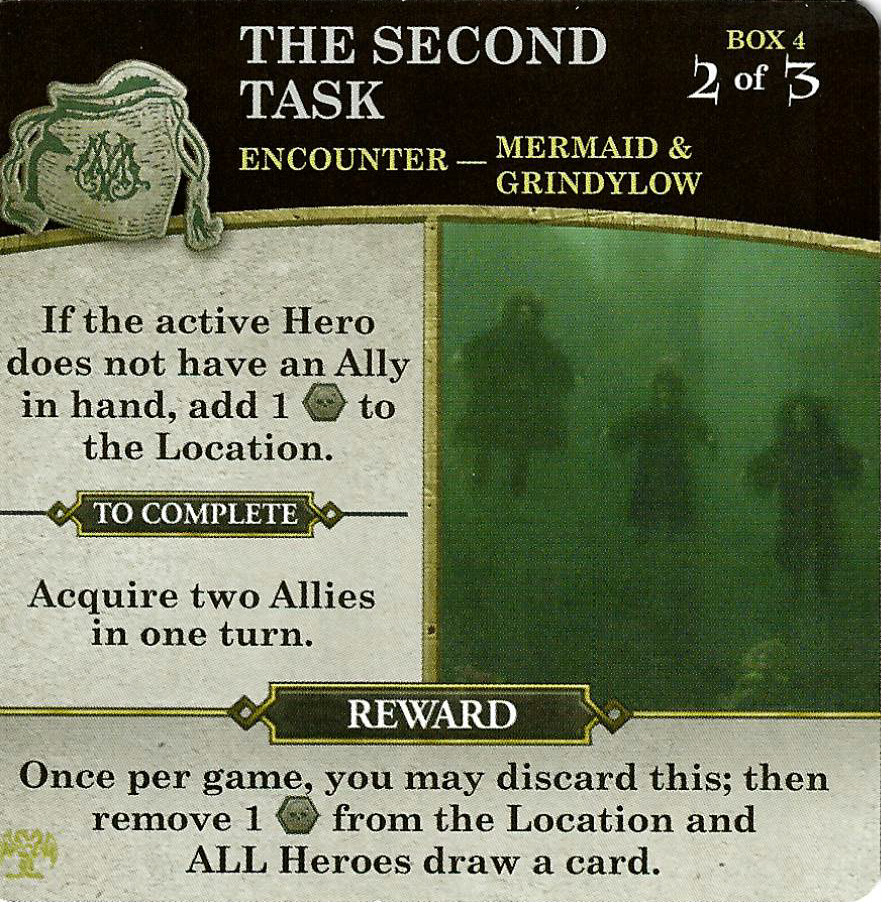 THE SECOND
TASK
BOX 4
2 of 3
ENCOUNTER — MERMAID &
GRINDYLOW
If the active Hero
does not have an Ally
in hand, add 1 to
the Location.
TO COMPLETE
Acquire two Allies
in one turn.
REWARD
Once per game, you may discard this; then
remove 1 from the Location and
ALL Heroes draw a card.